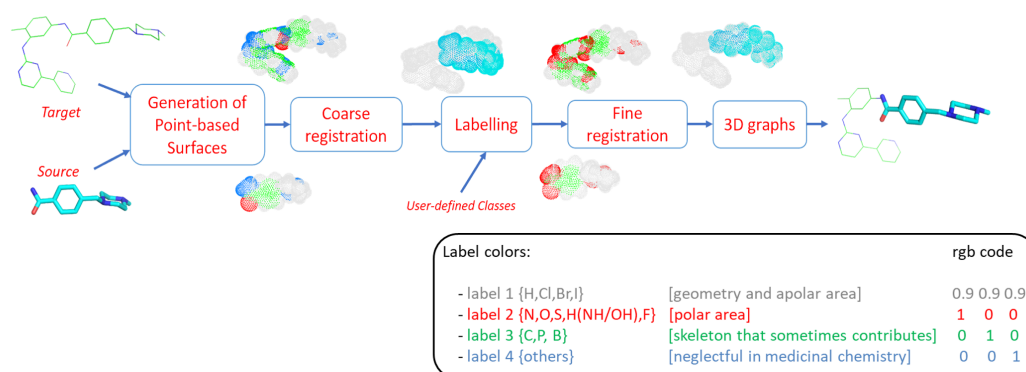 Target
Source
Generation of
Point-based
Surfaces
Coarse
registration
Labelling
Fine
registration
3D graphs
User-defined Classes
Label colors: rgb code
- label 1 {H,Cl,Br,I} [geometry and apolar area] 0.9 0.9 0.9
- label 2 {N,O,S,H(NH/OH),F} [polar area] 1 0 0
- label 3 {C,P, B} [skeleton that sometimes contributes] 0 1 0
- label 4 {others} [neglectful in medicinal chemistry] 0 0 1